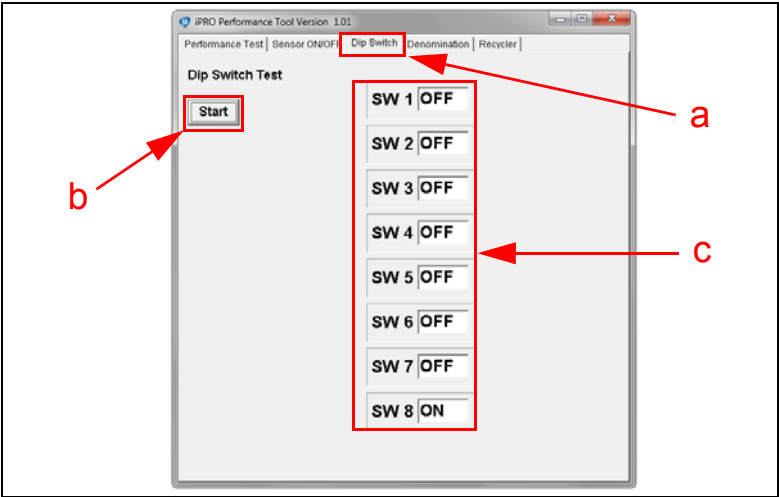 iPRO Performance Tool Version 1.01
Performance Test Sensor ON/OFF Dip Switch Denomination Recycler
a
Dip Switch Test
Start
b
SW 1 OFF
SW 2 OFF
SW 3 OFF
SW 4 OFF
c
SW 5 OFF
SW 6 OFF
SW 7 OFF
SW 8 ON